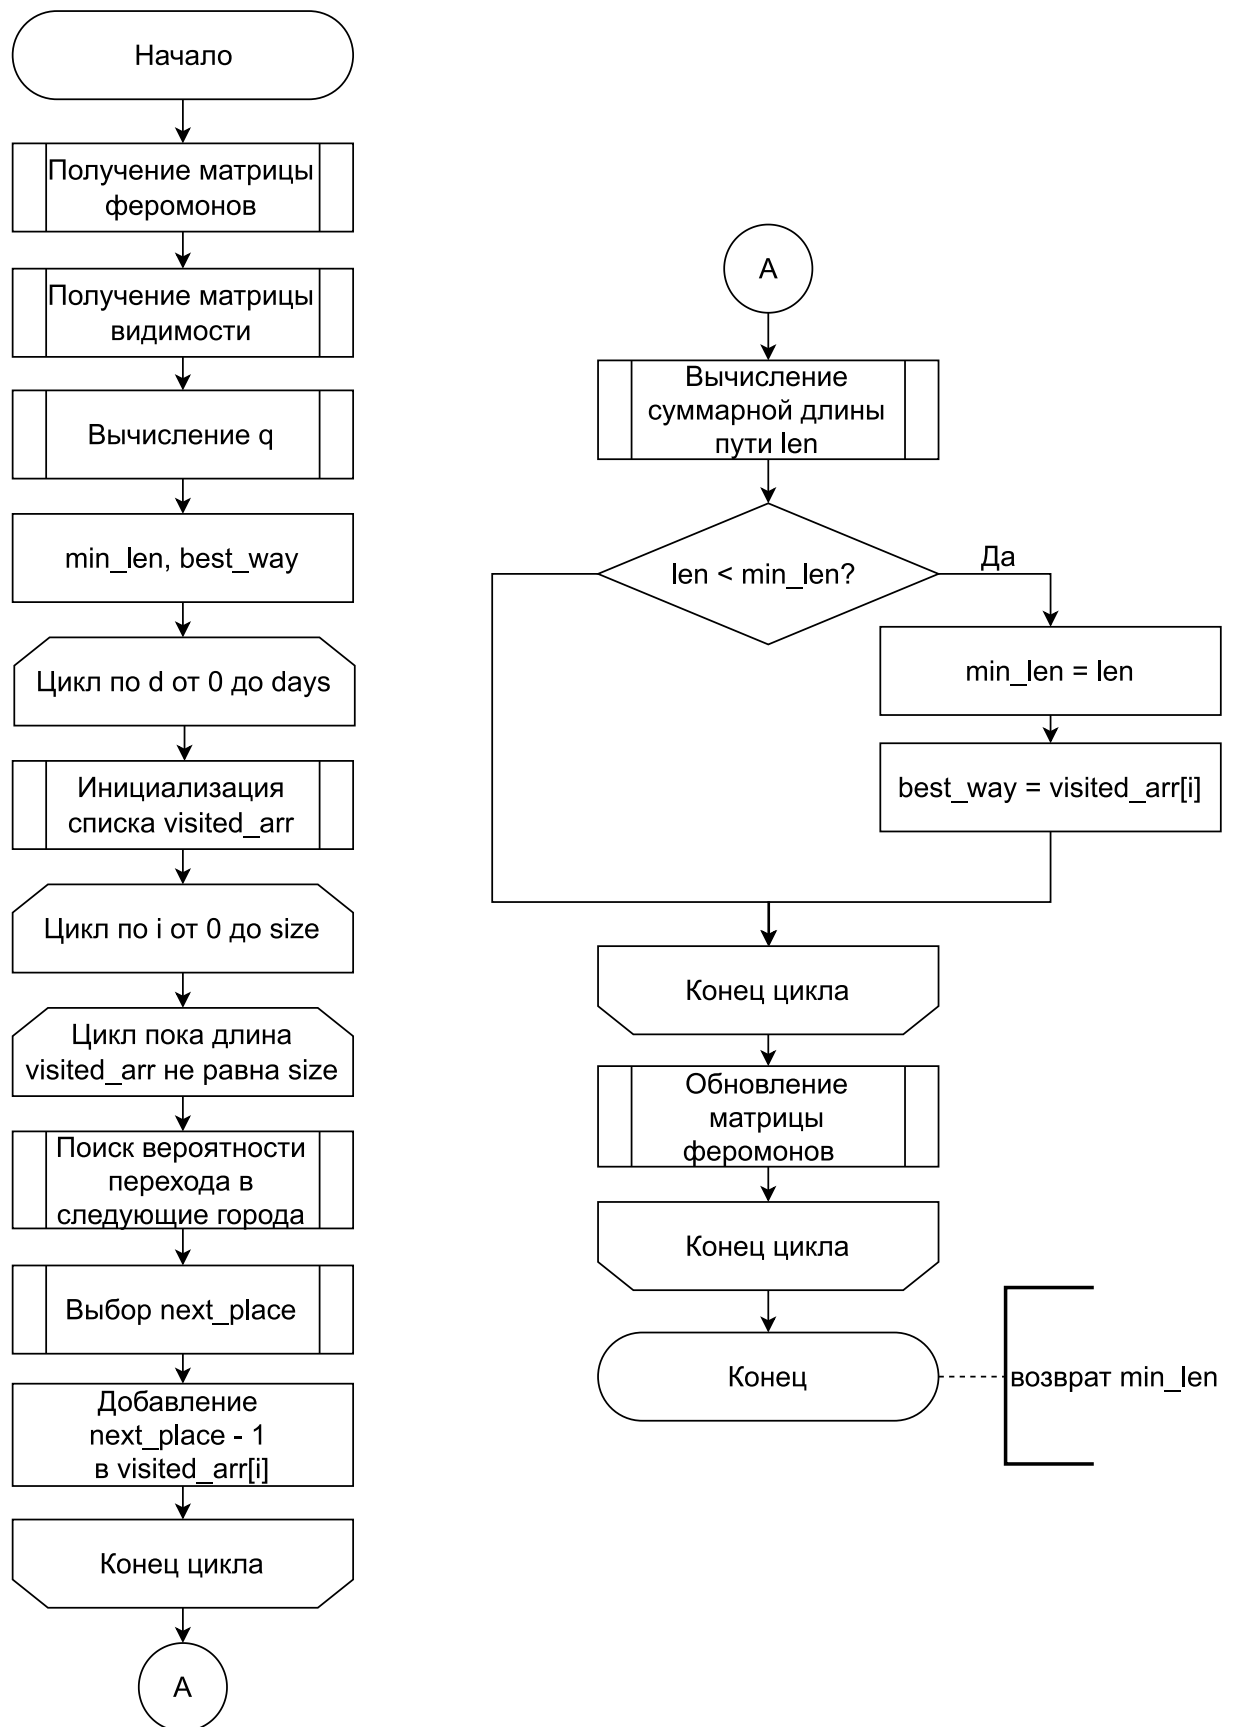 Начало
Получение матрицы
феромонов
Получение матрицы
видимости
Вычисление q
min_len, best_way
Цикл по d от 0 до days
Инициализация
списка visited_arr
Цикл по i от 0 до size
Цикл пока длина
visited_arr не равна size
Поиск вероятности
перехода в
следующие города
Выбор next_place
Добавление
next_place - 1
в visited_arr[i]
Конец цикла
А
А
Вычисление
суммарной длины
пути len
len < min_len?
Да
min_len = len
best_way = visited_arr[i]
Конец цикла
Обновление
матрицы
феромонов
Конец цикла
Конец
возврат min_len